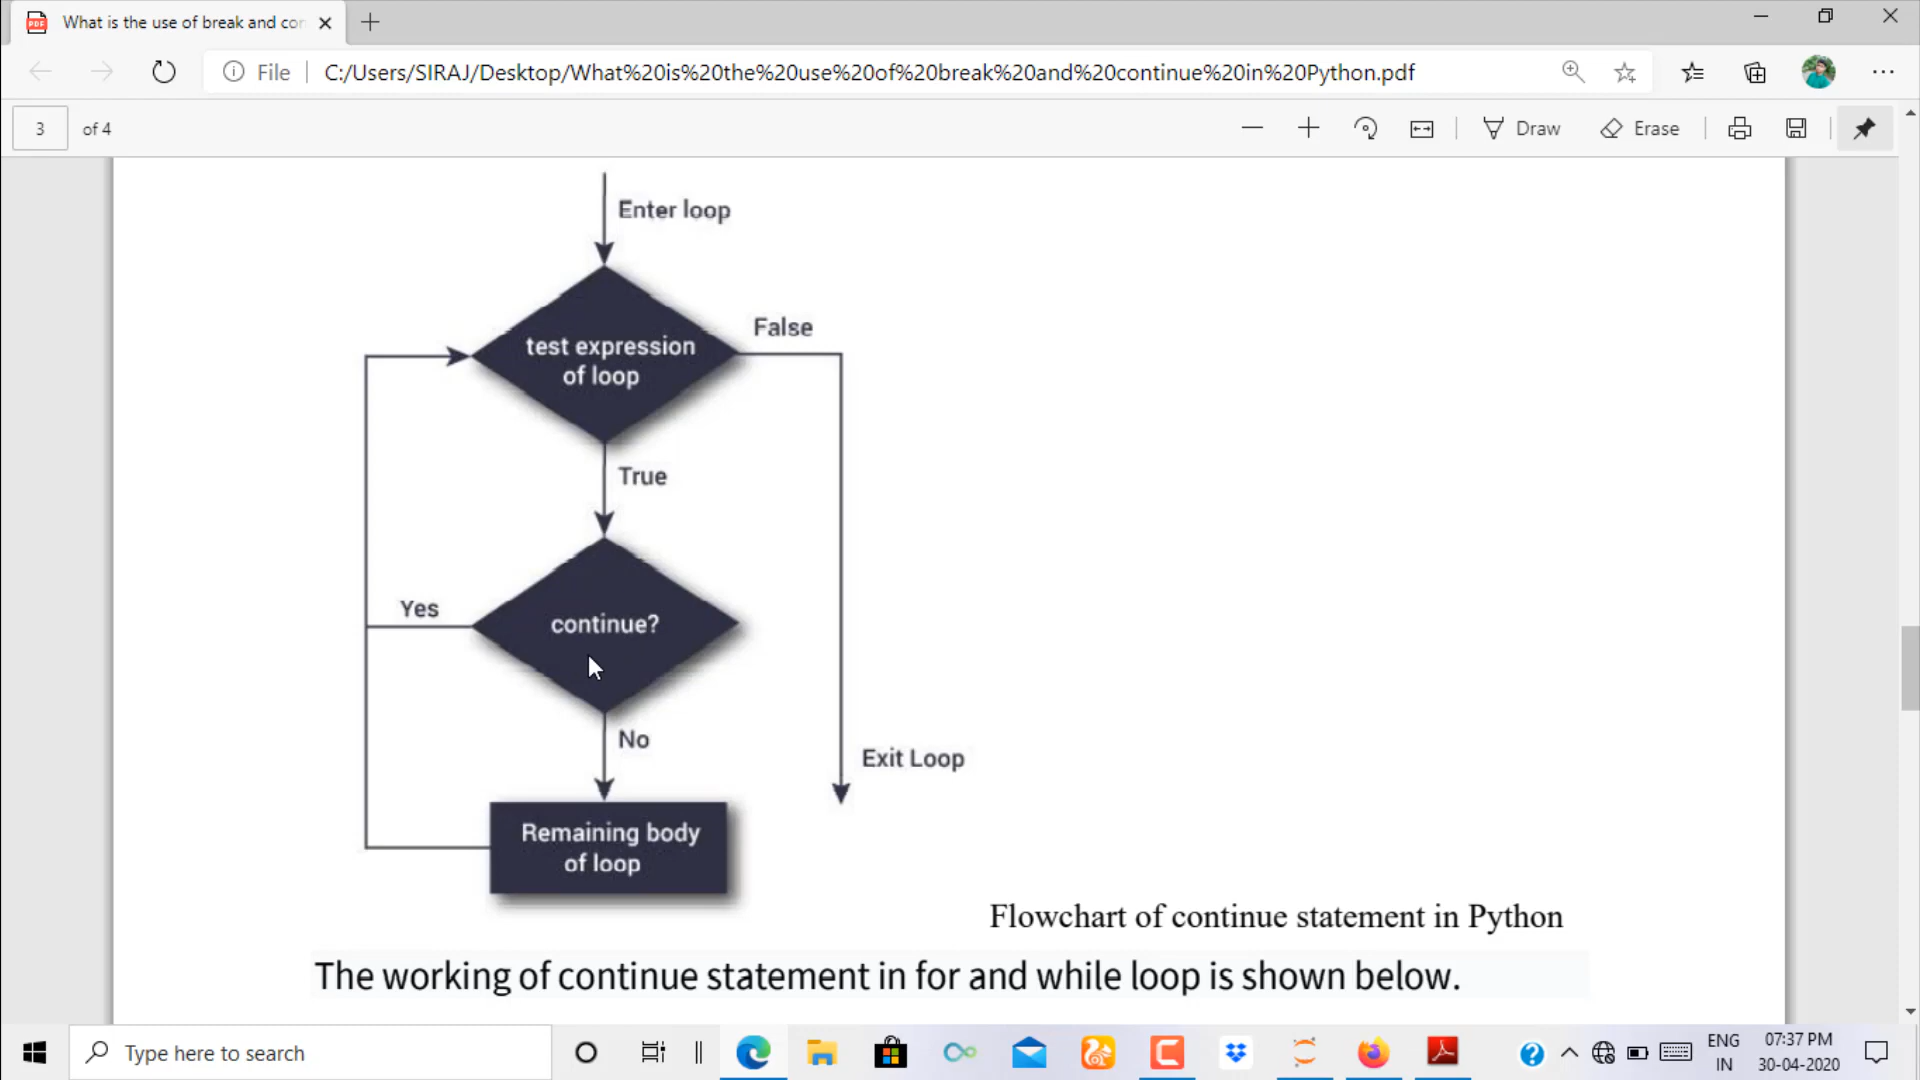 What is the use of break and con
File
C:/Users/SIRAJ/Desktop/What%20is%20the%20use%20of%20break%20and%20continue%20in%20Python.pdf
3 of 4
Draw
Erase
Enter loop
test expression
of loop
False
True
continue?
Yes
No
Exit Loop
Remaining body
of loop
Flowchart of continue statement in Python
The working of continue statement in for and while loop is shown below.
Type here to search
ENG
IN
07:37 PM
30-04-2020